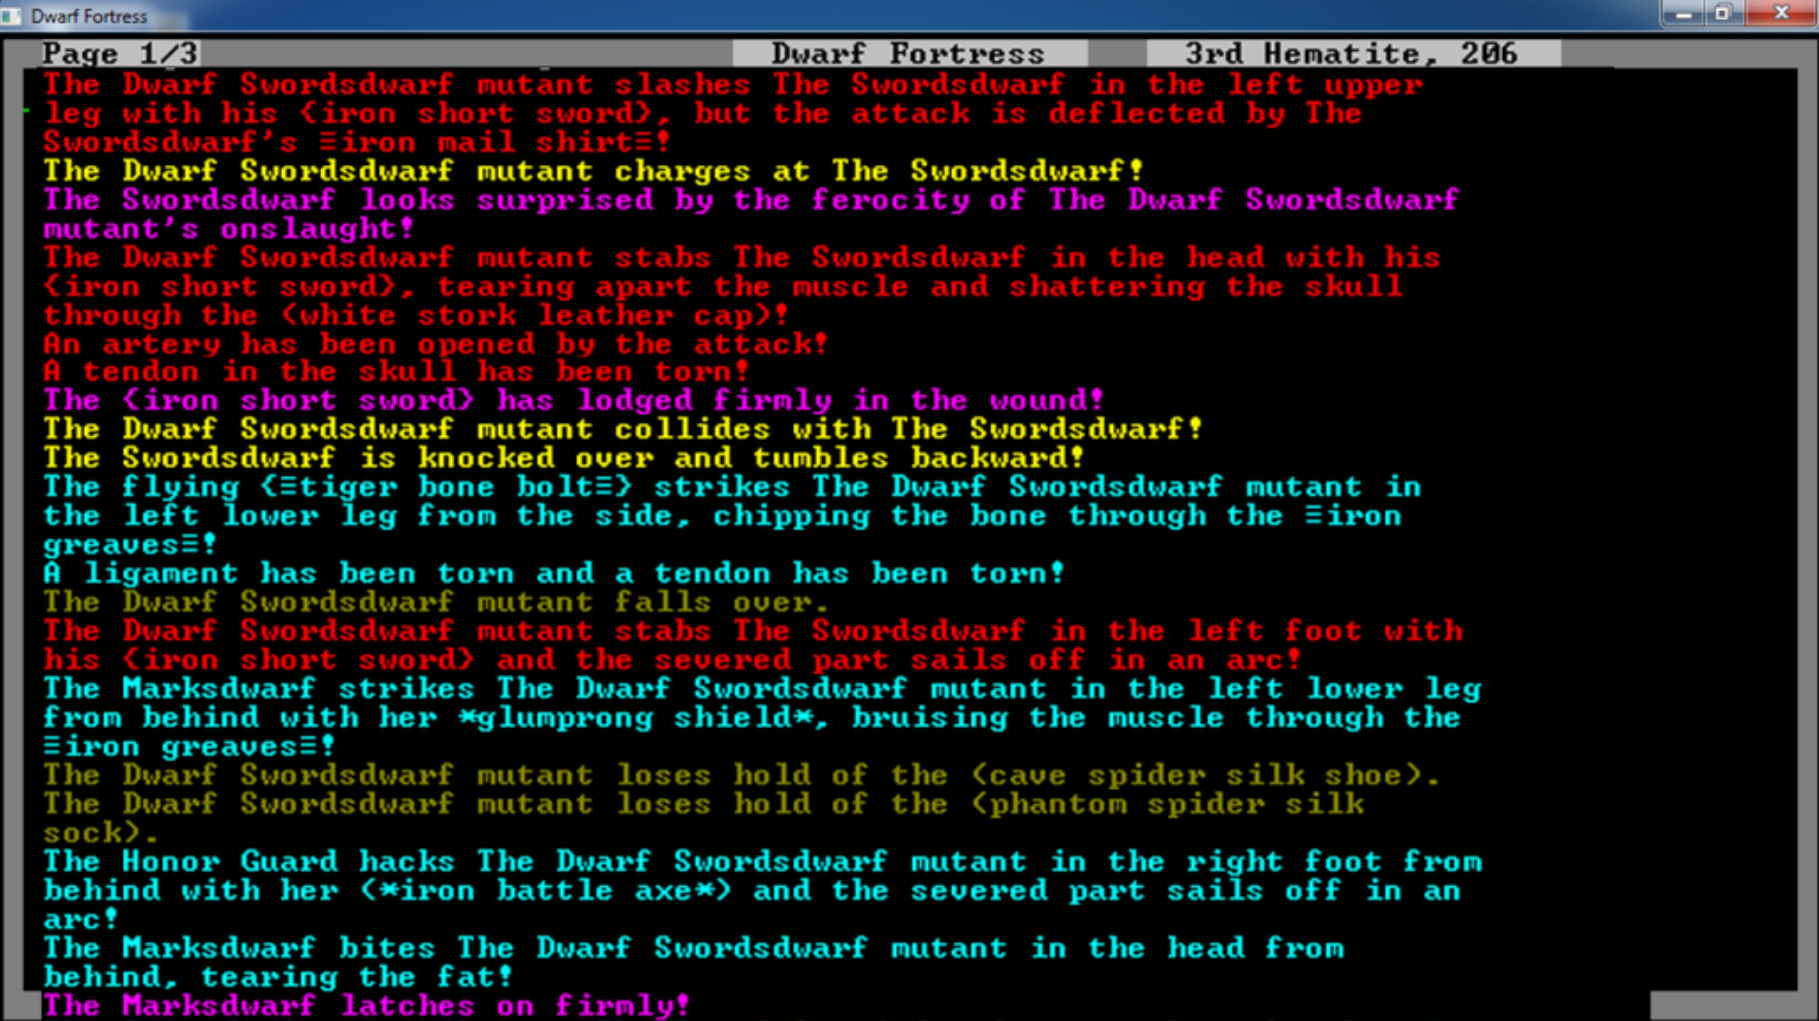 Dwarf Fortress
Page 1/3 Dwarf Fortress 3rd Hematite, 206
The Dwarf Swordsdwarf mutant slashes The Swordsdwarf in the left upper
leg with his {iron short sword}, but the attack is deflected by The
Swordsdwarf's ≡iron mail shirt≡!
The Dwarf Swordsdwarf mutant charges at The Swordsdwarf!
The Swordsdwarf looks surprised by the ferocity of The Dwarf Swordsdwarf
mutant's onslaught!
The Dwarf Swordsdwarf mutant stabs The Swordsdwarf in the head with his
{iron short sword}, tearing apart the muscle and shattering the skull
through the (white stork leather cap)!
An artery has been opened by the attack!
A tendon in the skull has been torn!
The {iron short sword} has lodged firmly in the wound!
The Dwarf Swordsdwarf mutant collides with The Swordsdwarf!
The Swordsdwarf is knocked over and tumbles backward!
The flying {≡tiger bone bolt≡} strikes The Dwarf Swordsdwarf mutant in
the left lower leg from the side, chipping the bone through the ≡iron
greaves≡!
A ligament has been torn and a tendon has been torn!
The Dwarf Swordsdwarf mutant falls over.
The Dwarf Swordsdwarf mutant stabs The Swordsdwarf in the left foot with
his {iron short sword} and the severed part sails off in an arc!
The Marksdwarf strikes The Dwarf Swordsdwarf mutant in the left lower leg
from behind with her *glumprong shield*, bruising the muscle through the
≡iron greaves≡!
The Dwarf Swordsdwarf mutant loses hold of the (cave spider silk shoe).
The Dwarf Swordsdwarf mutant loses hold of the (phantom spider silk
sock).
The Honor Guard hacks The Dwarf Swordsdwarf mutant in the right foot from
behind with her (*iron battle axe*) and the severed part sails off in an
arc!
The Marksdwarf bites The Dwarf Swordsdwarf mutant in the head from
behind, tearing the fat!
The Marksdwarf latches on firmly!